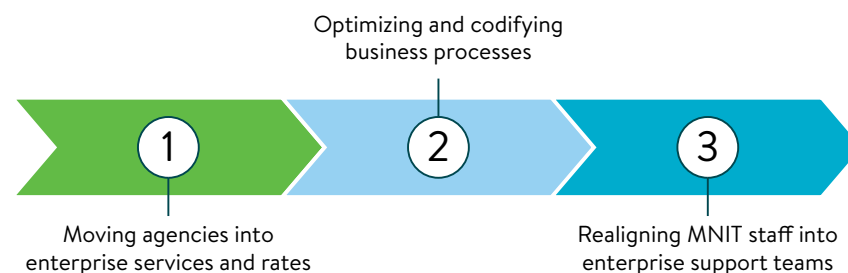 Optimizing and codifying
business processes
1
2
3
Moving agencies into
enterprise services and rates
Realigning MNIT staff into
enterprise support teams